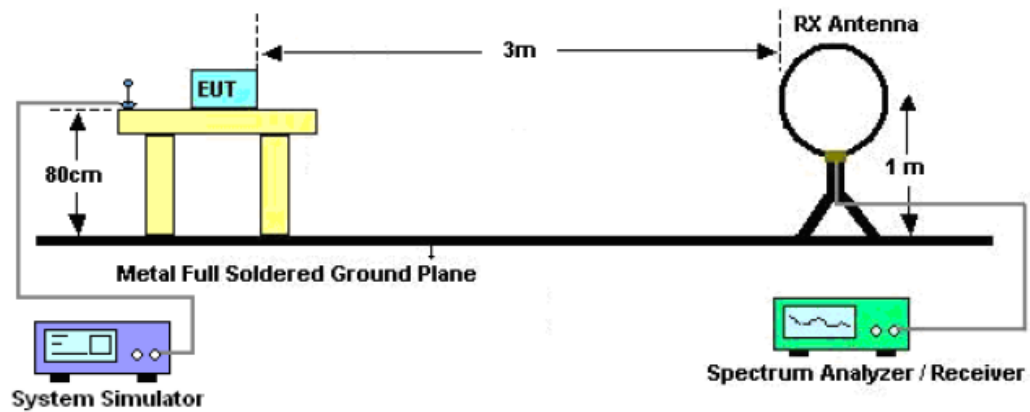 RX Antenna
3m
EUT
80cm
1 m
Metal Full Soldered Ground Plane
System Simulator
Spectrum Analyzer / Receiver